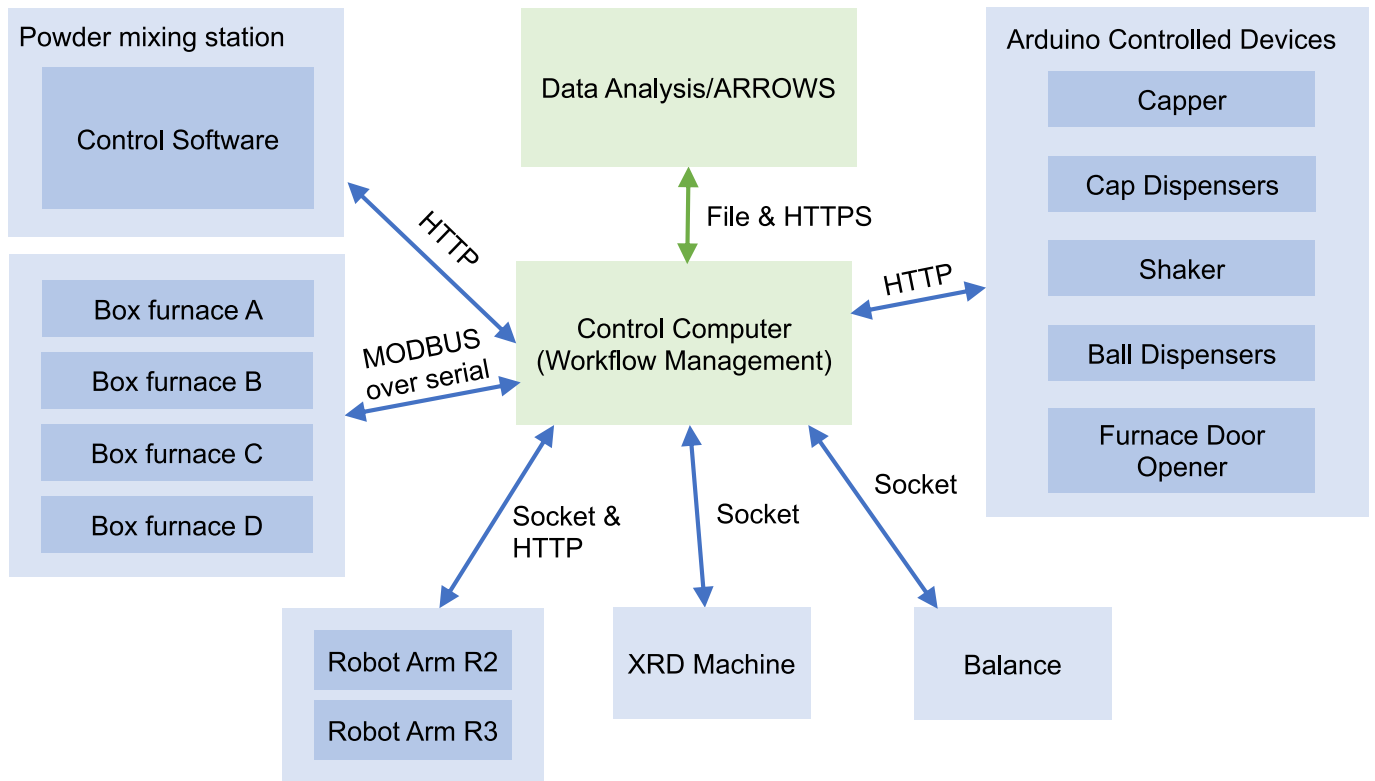 Powder mixing station
Control Software
Data Analysis/ARROWS
Arduino Controlled Devices
Capper
Cap Dispensers
Shaker
Ball Dispensers
Furnace Door
Opener
HTTP
File & HTTPS
HTTP
Box furnace A
Box furnace B
Box furnace C
Box furnace D
MODBUS
over serial
Control Computer
(Workflow Management)
Socket &
HTTP
Socket
Socket
Robot Arm R2
Robot Arm R3
XRD Machine
Balance